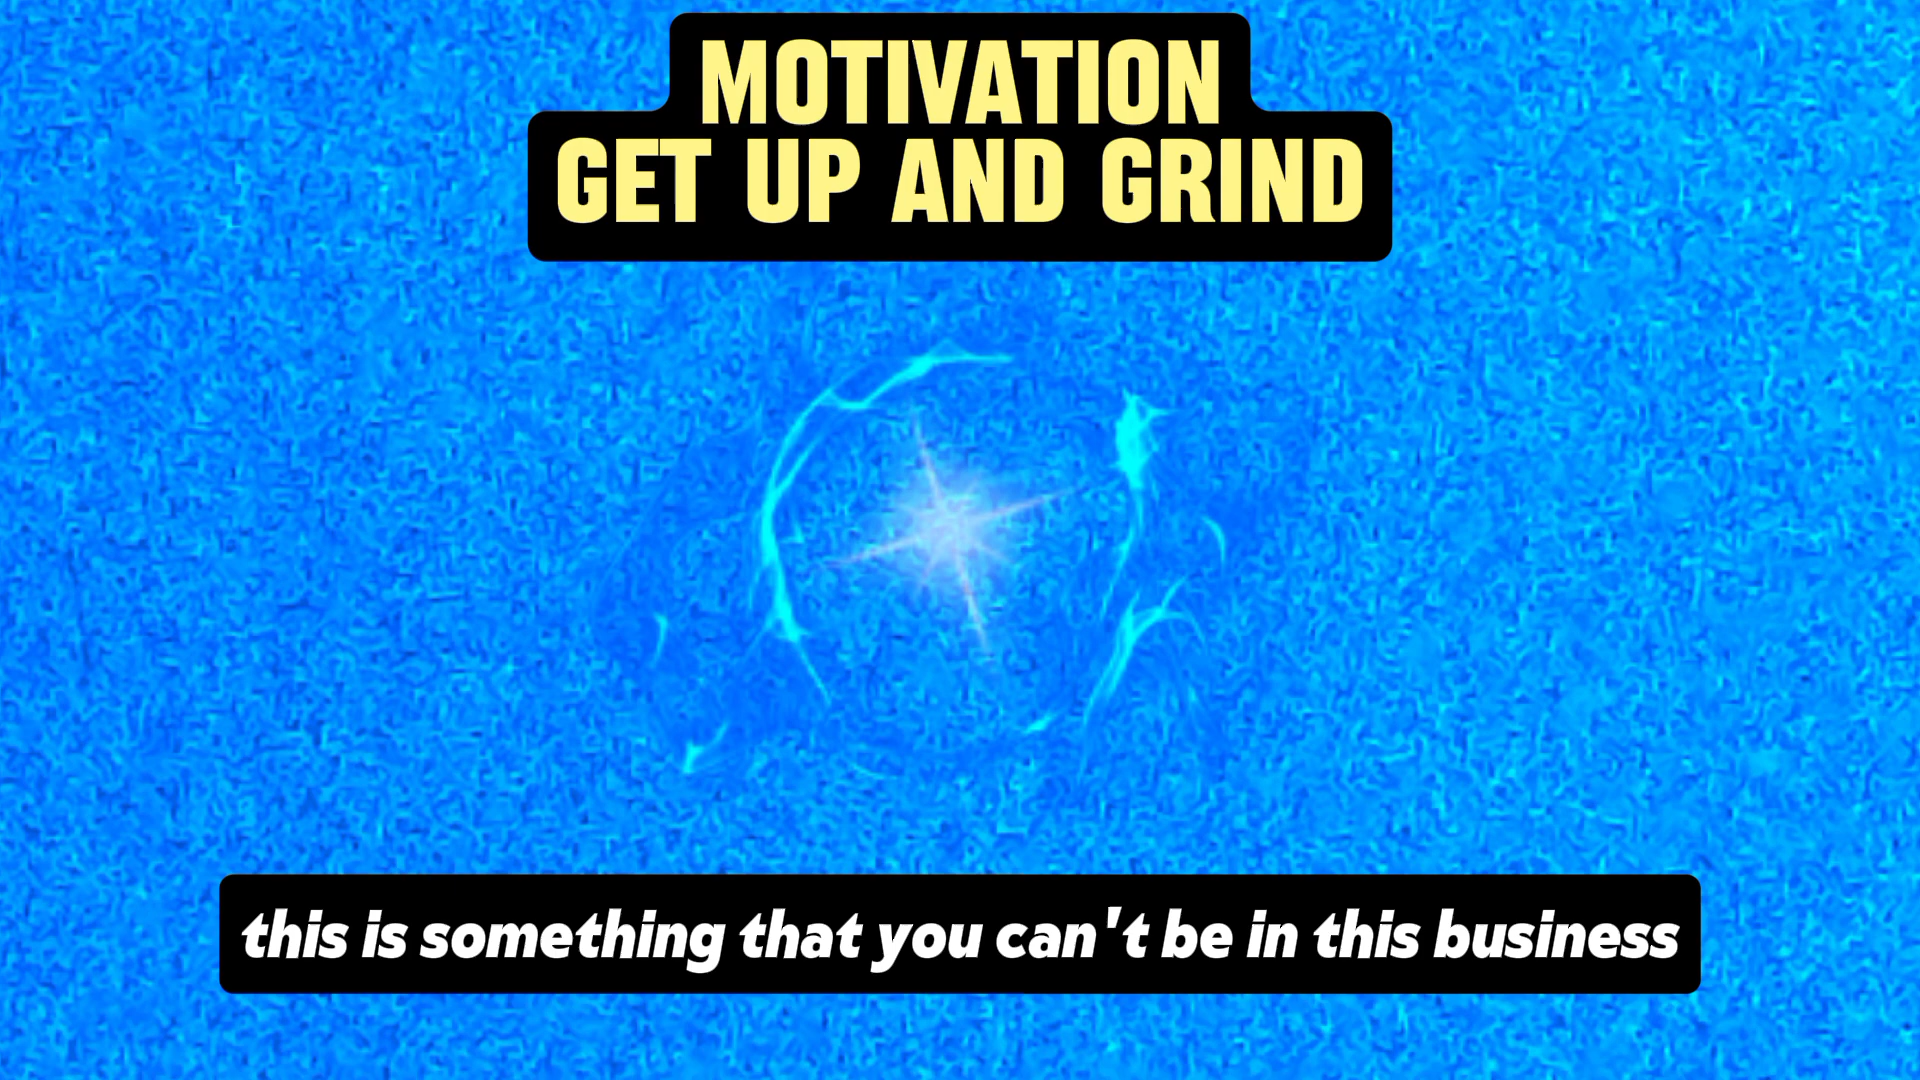 MOTIVATION
GET UP AND GRIND
this is something that you can't be in this business